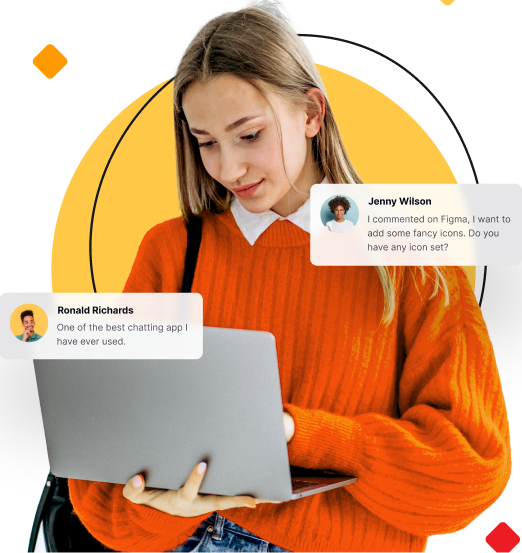 Jenny Wilson
I commented on Figma, I want to
add some fancy icons. Do you
have any icon set?
Ronald Richards
One of the best chatting app I
have ever used.